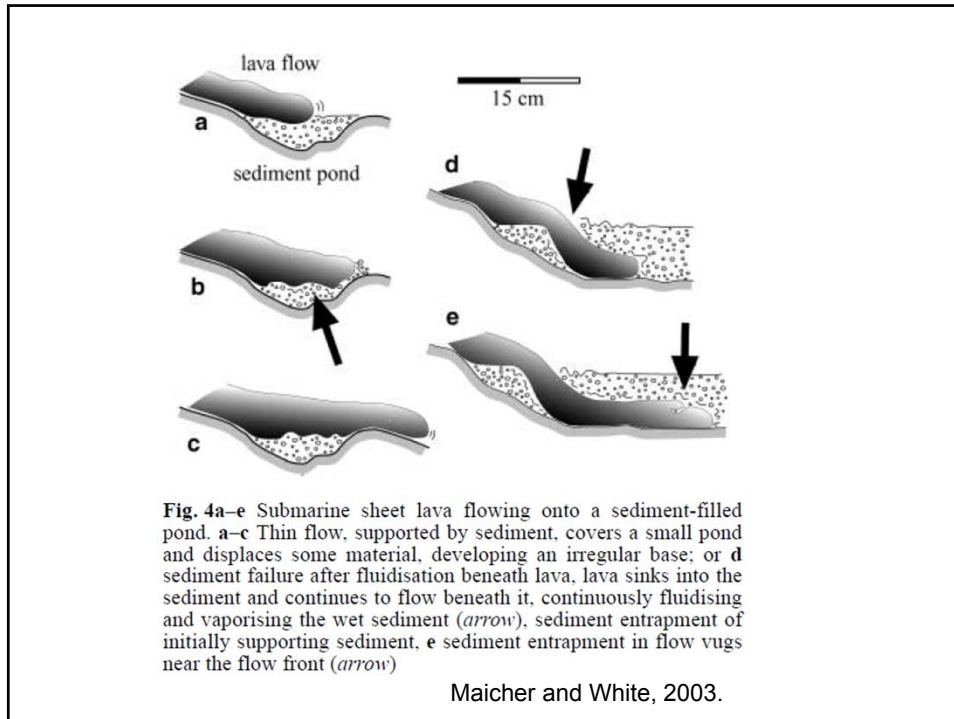 lava flow
15 cm
a
sediment pond
d
b
e
c
Fig. 4a–e Submarine sheet lava flowing onto a sediment-filled
pond. a–c Thin flow, supported by sediment, covers a small pond
and displaces some material, developing an irregular base; or d
sediment failure after fluidisation beneath lava, lava sinks into the
sediment and continues to flow beneath it, continuously fluidising
and vaporising the wet sediment (arrow), sediment entrapment of
initially supporting sediment, e sediment entrapment in flow vugs
near the flow front (arrow)
Maicher and White, 2003.